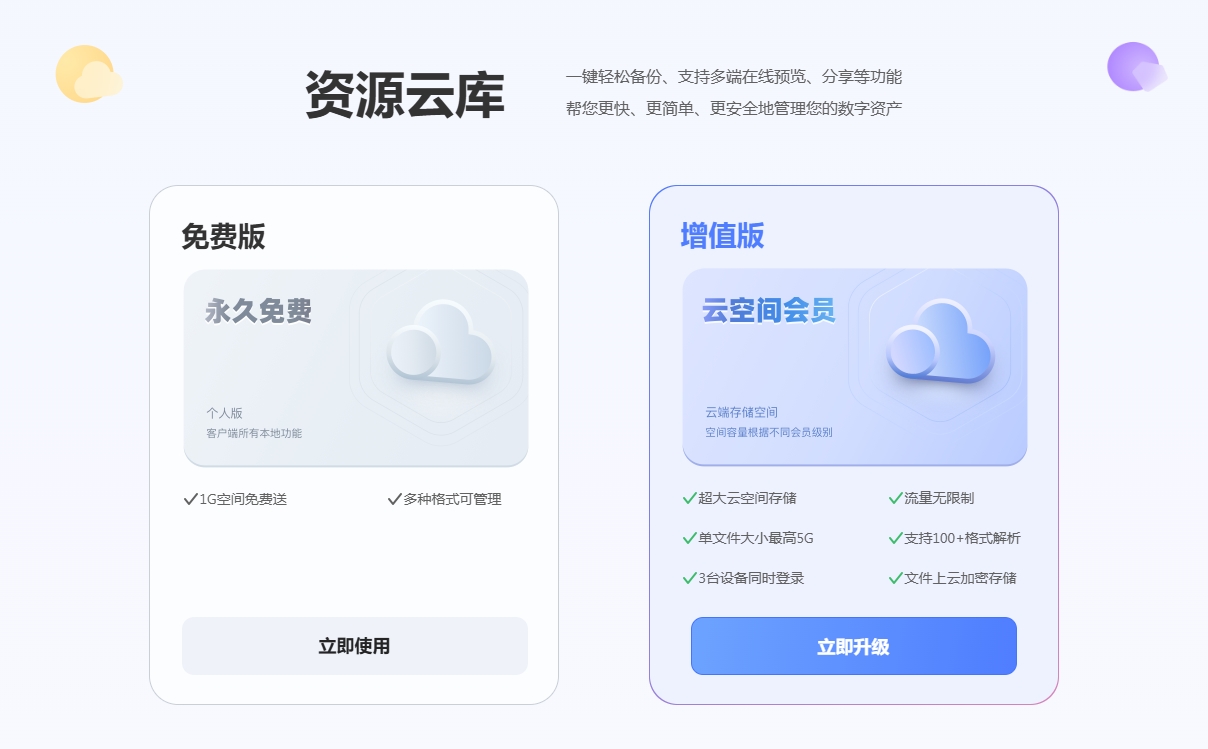 资源云库
一键轻松备份、支持多端在线预览、分享等功能
帮您更快、更简单、更安全地管理您的数字资产
免费版
永久免费
个人版
客户端所有本地功能
1G空间免费送
多种格式可管理
立即使用
增值版
云空间会员
云端存储空间
空间容量根据不同会员级别
超大云空间存储
流量无限制
单文件大小最高5G
支持100+格式解析
3台设备同时登录
文件上云加密存储
立即升级